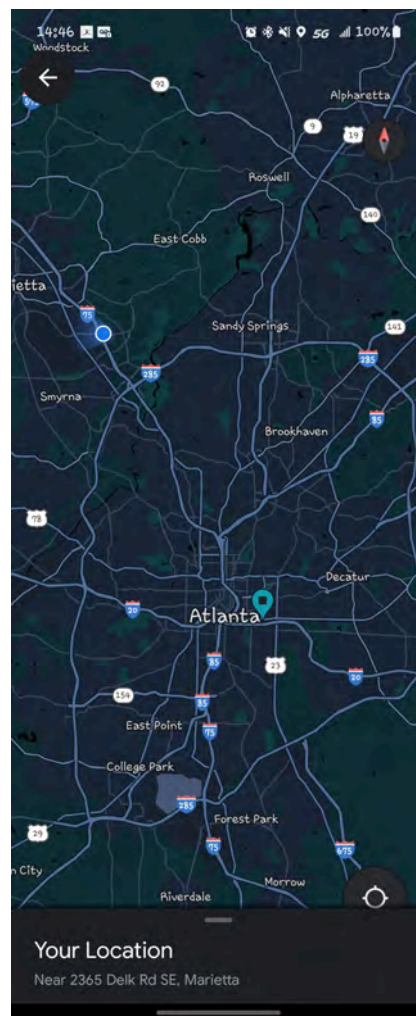 14:46 5G 100%
Woodstock
575
92
Alpharetta
9
19
Roswell
140
East Cobb
ietta
75
Sandy Springs
141
285
285
Smyrna
85
Brookhaven
78
Decatur
20
Atlanta
85
23
20
154
85
East Point
75
College Park
285
Forest Park
29
75
675
n City
Morrow
Riverdale
Your Location
Near 2365 Delk Rd SE, Marietta